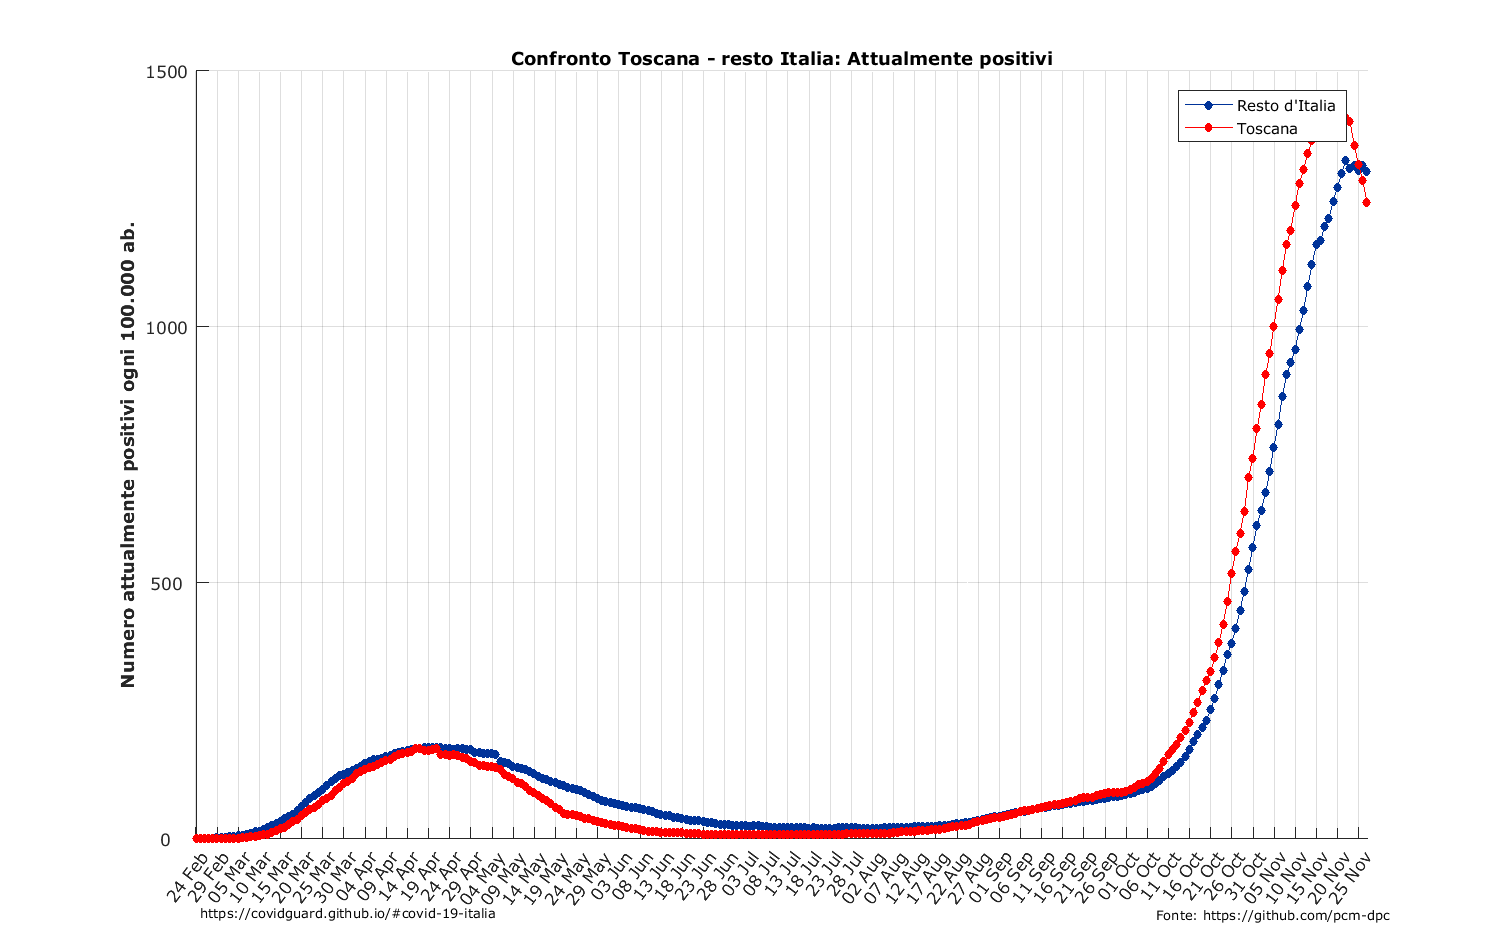 Confronto Toscana - resto Italia: Attualmente positivi
Resto d'Italia
Toscana
Numero attualmente positivi ogni 100.000 ab.
1500
1000
500
0
24 Feb
29 Feb
05 Mar
10 Mar
15 Mar
20 Mar
25 Mar
30 Mar
04 Apr
09 Apr
14 Apr
19 Apr
24 Apr
29 Apr
04 May
09 May
14 May
19 May
24 May
29 May
03 Jun
08 Jun
13 Jun
18 Jun
23 Jun
28 Jun
03 Jul
08 Jul
13 Jul
18 Jul
23 Jul
28 Jul
02 Aug
07 Aug
12 Aug
17 Aug
22 Aug
27 Aug
01 Sep
06 Sep
11 Sep
16 Sep
21 Sep
26 Sep
01 Oct
06 Oct
11 Oct
16 Oct
21 Oct
26 Oct
31 Oct
05 Nov
10 Nov
15 Nov
20 Nov
25 Nov
https://covidguard.github.io/#covid-19-italia
Fonte: https://github.com/pcm-dpc